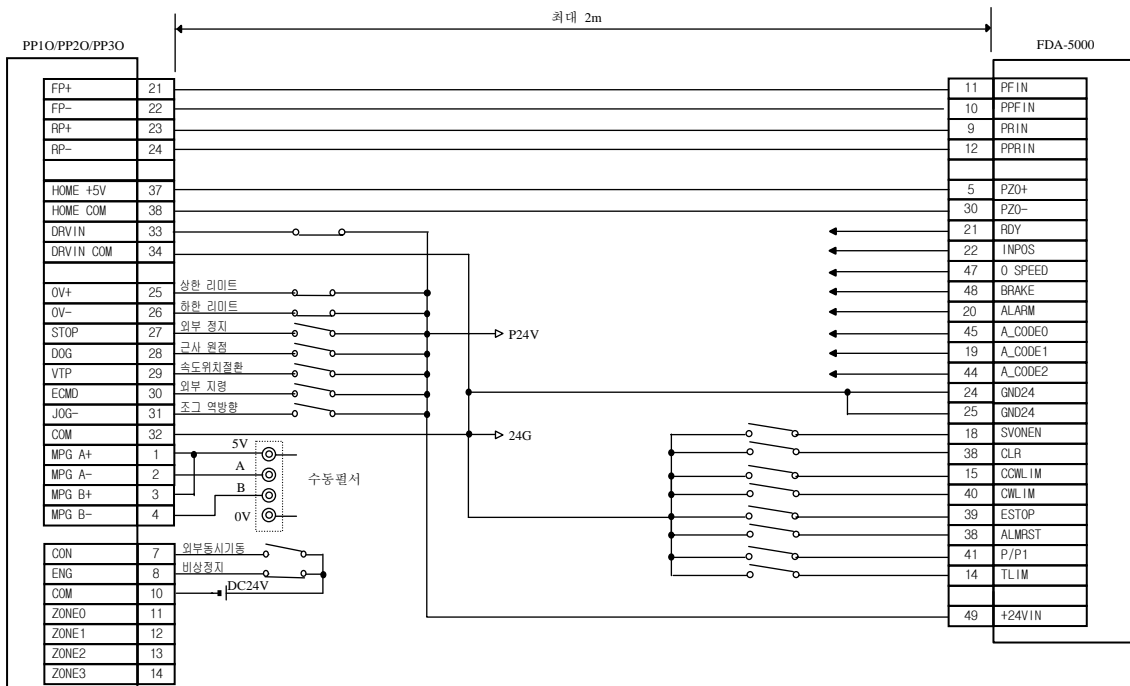 최대 2m
PP1O/PP2O/PP3O
FDA-5000
FP+ 21
FP- 22
RP+ 23
RP- 24
HOME +5V 37
HOME COM 38
DRVIN 33
DRVIN COM 34
OV+ 25 상한 리미트
OV- 26 하한 리미트
STOP 27 외부 정지
DOG 28 근사 원점
VTP 29 속도위치절환
ECMD 30 외부 지령
JOG- 31 조그 역방향
COM 32
MPG A+ 1 5V
MPG A- 2 A
MPG B+ 3 B
MPG B- 4 0V
수동펄서
P24V
24G
CON 7 외부동시기동
ENG 8 비상정지
COM 10 DC24V
ZONE0 11
ZONE1 12
ZONE2 13
ZONE3 14
11 PFIN
10 PPFIN
9 PRIN
12 PPRIN
5 PZO+
30 PZO-
21 RDY
22 INPOS
47 0 SPEED
48 BRAKE
20 ALARM
45 A_CODE0
19 A_CODE1
44 A_CODE2
24 GND24
25 GND24
18 SVONEN
38 CLR
15 CCWLIM
40 CWLIM
39 ESTOP
38 ALMRST
41 P/P1
14 TLIM
49 +24VIN